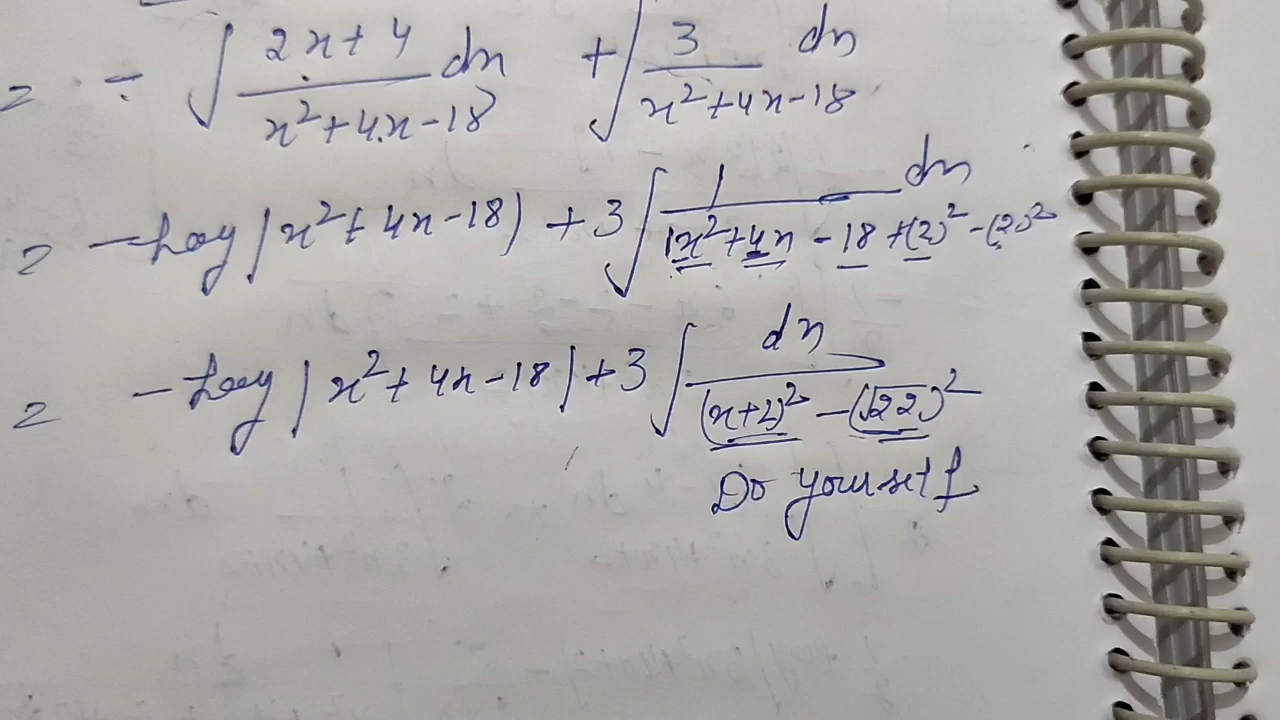 = - ∫ 2x+4 / x²+4x-18 dx + ∫ 3 / x²+4x-18 dx
= -Log |x²+4x-18| + 3 ∫ 1 / x²+4x-18+(2)²-(2)² dx
= -Log |x²+4x-18| + 3 ∫ dx / (x+2)²-(√22)²
Do yourself